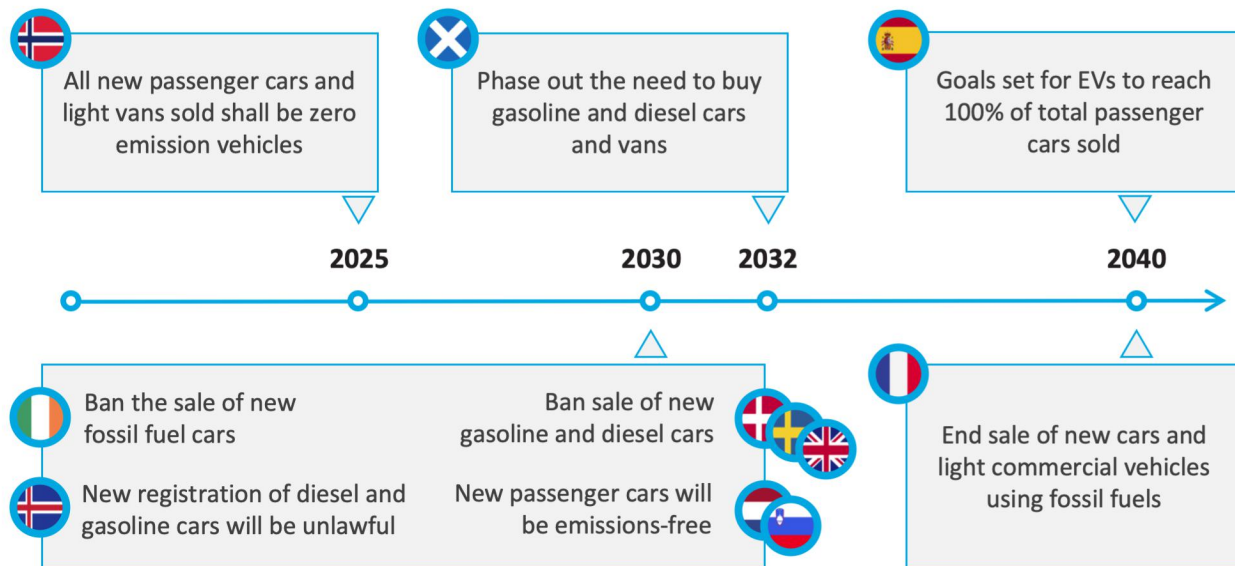 All new passenger cars and
light vans sold shall be zero
emission vehicles
Phase out the need to buy
gasoline and diesel cars
and vans
Goals set for EVs to reach
100% of total passenger
cars sold
2025
2030
2032
2040
Ban the sale of new
fossil fuel cars
New registration of diesel and
gasoline cars will be unlawful
Ban sale of new
gasoline and diesel cars
New passenger cars will
be emissions-free
End sale of new cars and
light commercial vehicles
using fossil fuels